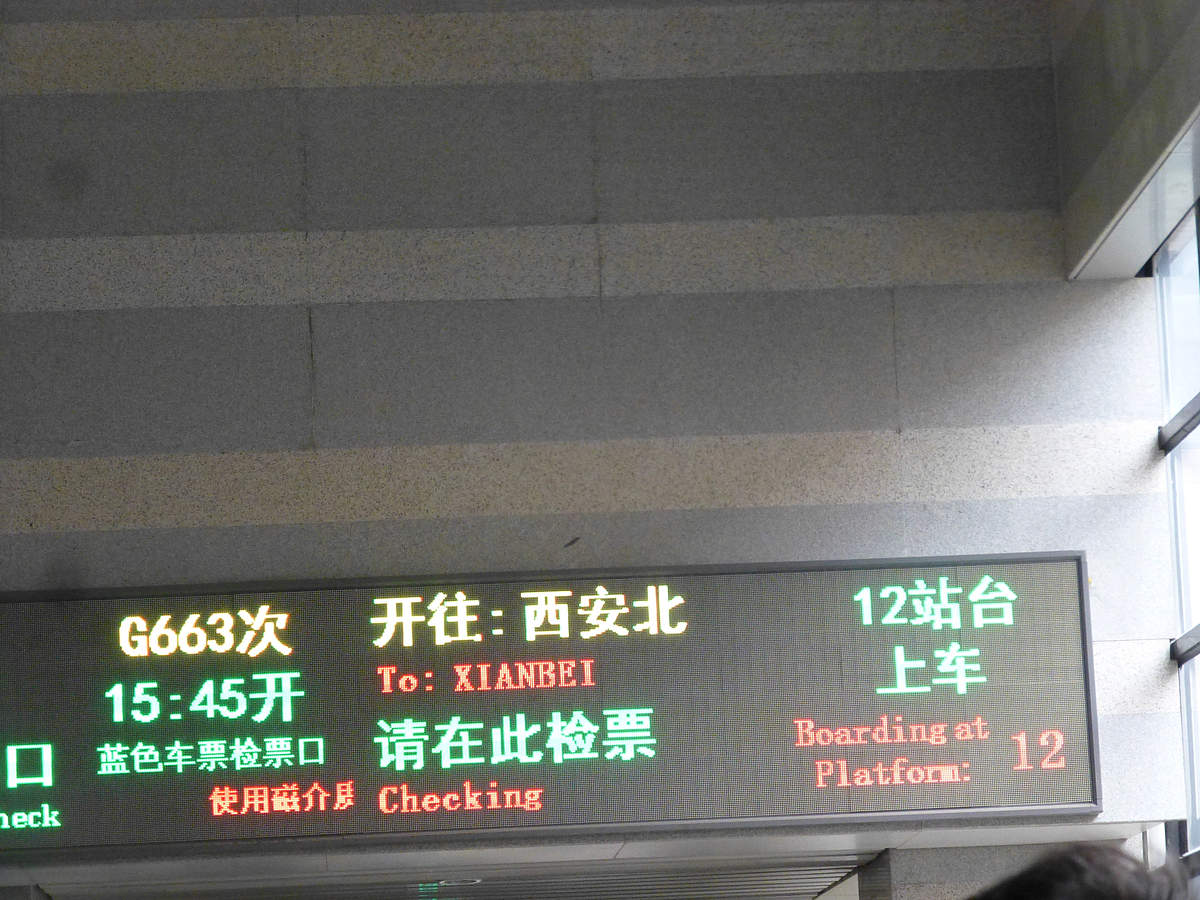 口
heck
G663次
15:45开
蓝色车票检票口
使用磁介质
开往:西安北
To: XIANBEI
请在此检票
Checking
12站台
上车
Boarding at
Platform: 12